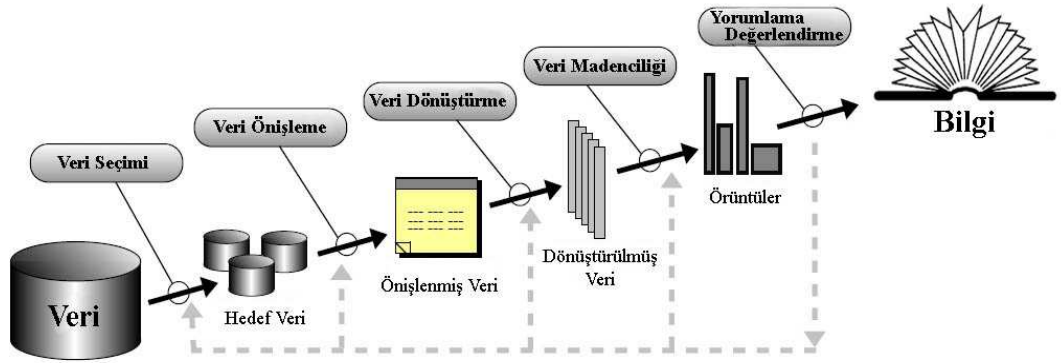 Yorumlama
Değerlendirme
Veri Madenciliği
Veri Dönüştürme
Veri Önişleme
Veri Seçimi
Bilgi
Örüntüler
Dönüştürülmüş
Veri
Önişlenmiş Veri
Hedef Veri
Veri